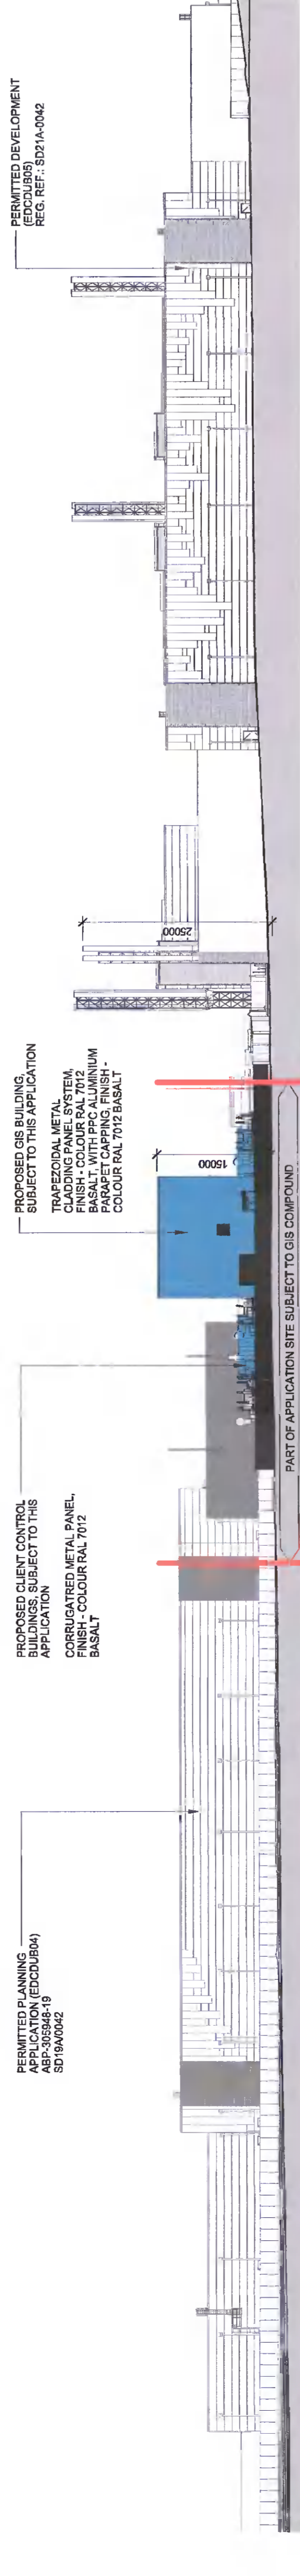 PERMITTED PLANNING
APPLICATION (EDCDUB04)
ABP-305948-19
SD19A/0042
PROPOSED CLIENT CONTROL
BUILDINGS, SUBJECT TO THIS
APPLICATION
CORRUGATRED METAL PANEL,
FINISH - COLOUR RAL 7012
BASALT
PROPOSED GIS BUILDING,
SUBJECT TO THIS APPLICATION
TRAPEZOIDAL METAL
CLADDING PANEL SYSTEM,
FINISH - COLOUR RAL 7012
BASALT, WITH PPC ALUMINIUM
PARAPET CAPPING, FINISH -
COLOUR RAL 7012 BASALT
PERMITTED DEVELOPMENT
(EDCDUB05)
REG. REF.: SD21A-0042
15000
25000
PART OF APPLICATION SITE SUBJECT TO GIS COMPOUND